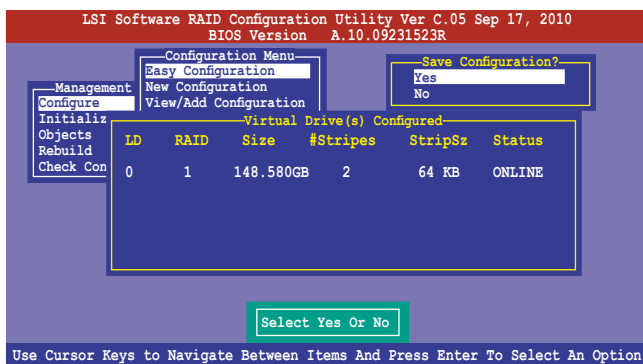 LSI Software RAID Configuration Utility Ver C.05 Sep 17, 2010
BIOS Version A.10.09231523R
Configuration Menu
Easy Configuration
New Configuration
View/Add Configuration
Save Configuration?
Yes
No
Management
Configure
Initializ
Objects
Rebuild
Check Con
Virtual Drive(s) Configured
LD RAID Size #Stripes StripSz Status
0 1 148.580GB 2 64 KB ONLINE
Select Yes Or No
Use Cursor Keys to Navigate Between Items And Press Enter To Select An Option